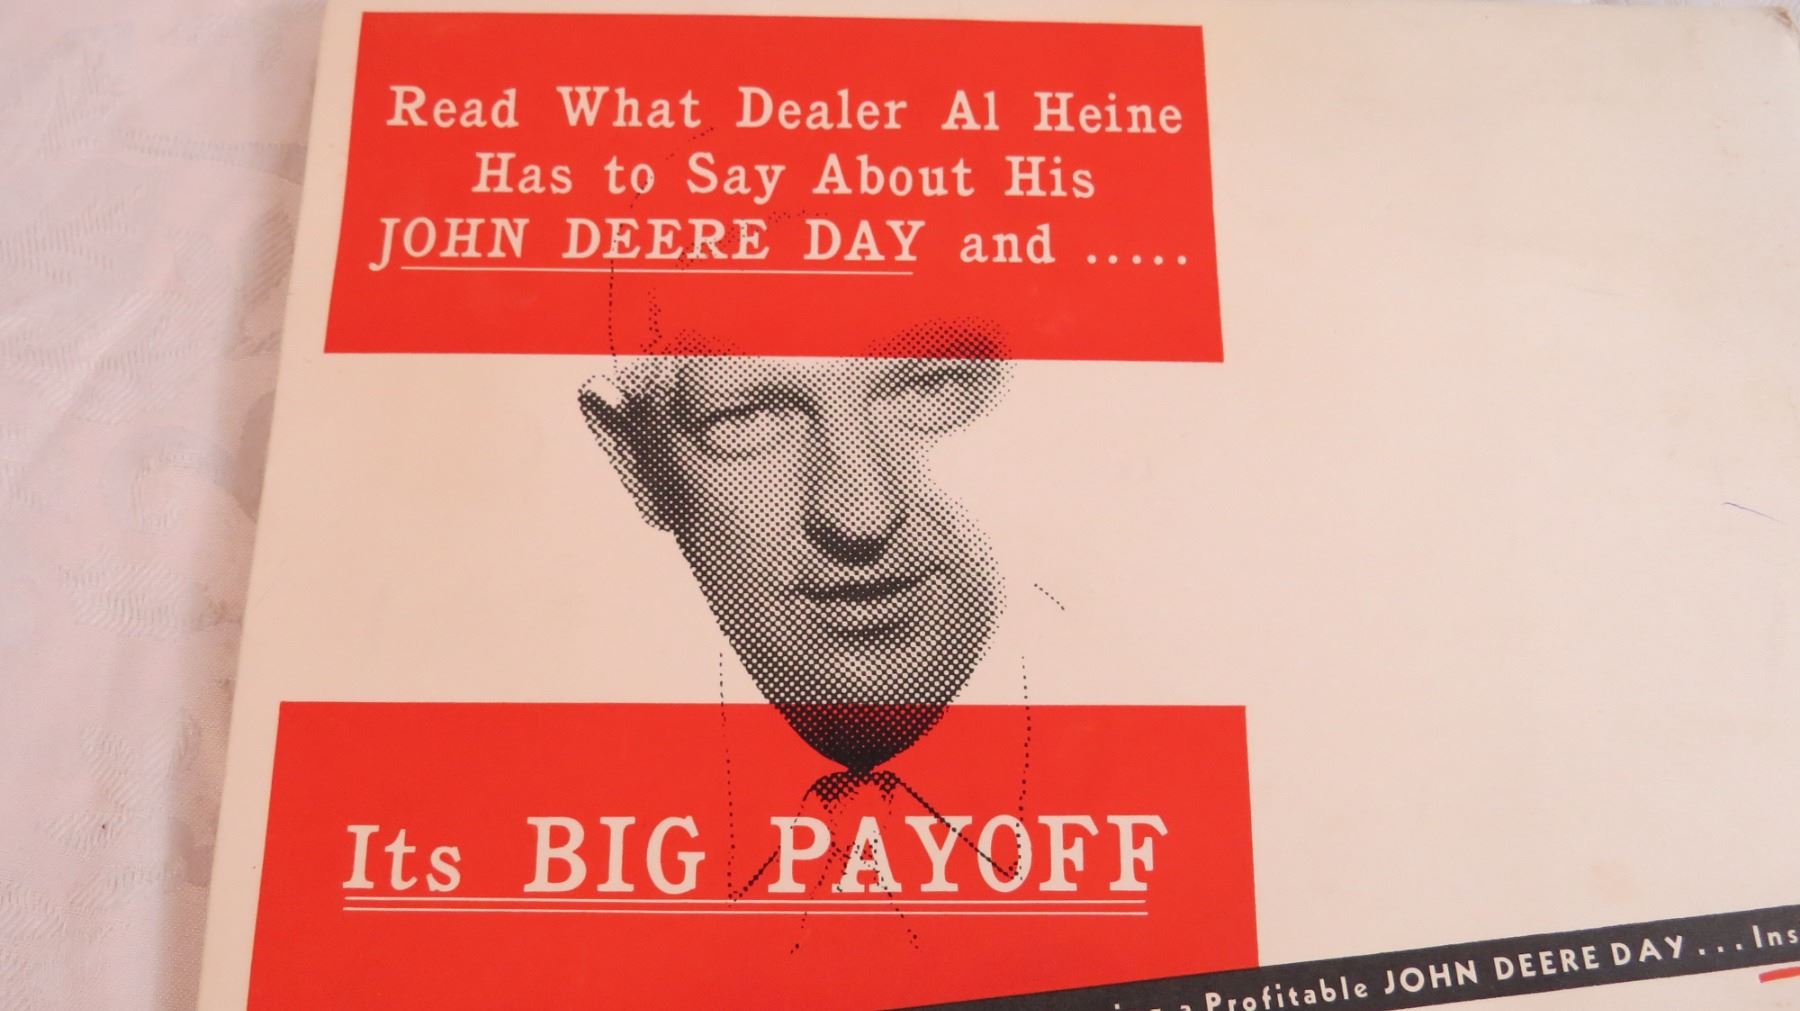 Read What Dealer Al Heine
Has to Say About His
JOHN DEERE DAY and .....
Its BIG PAYOFF
a Profitable JOHN DEERE DAY...Ins